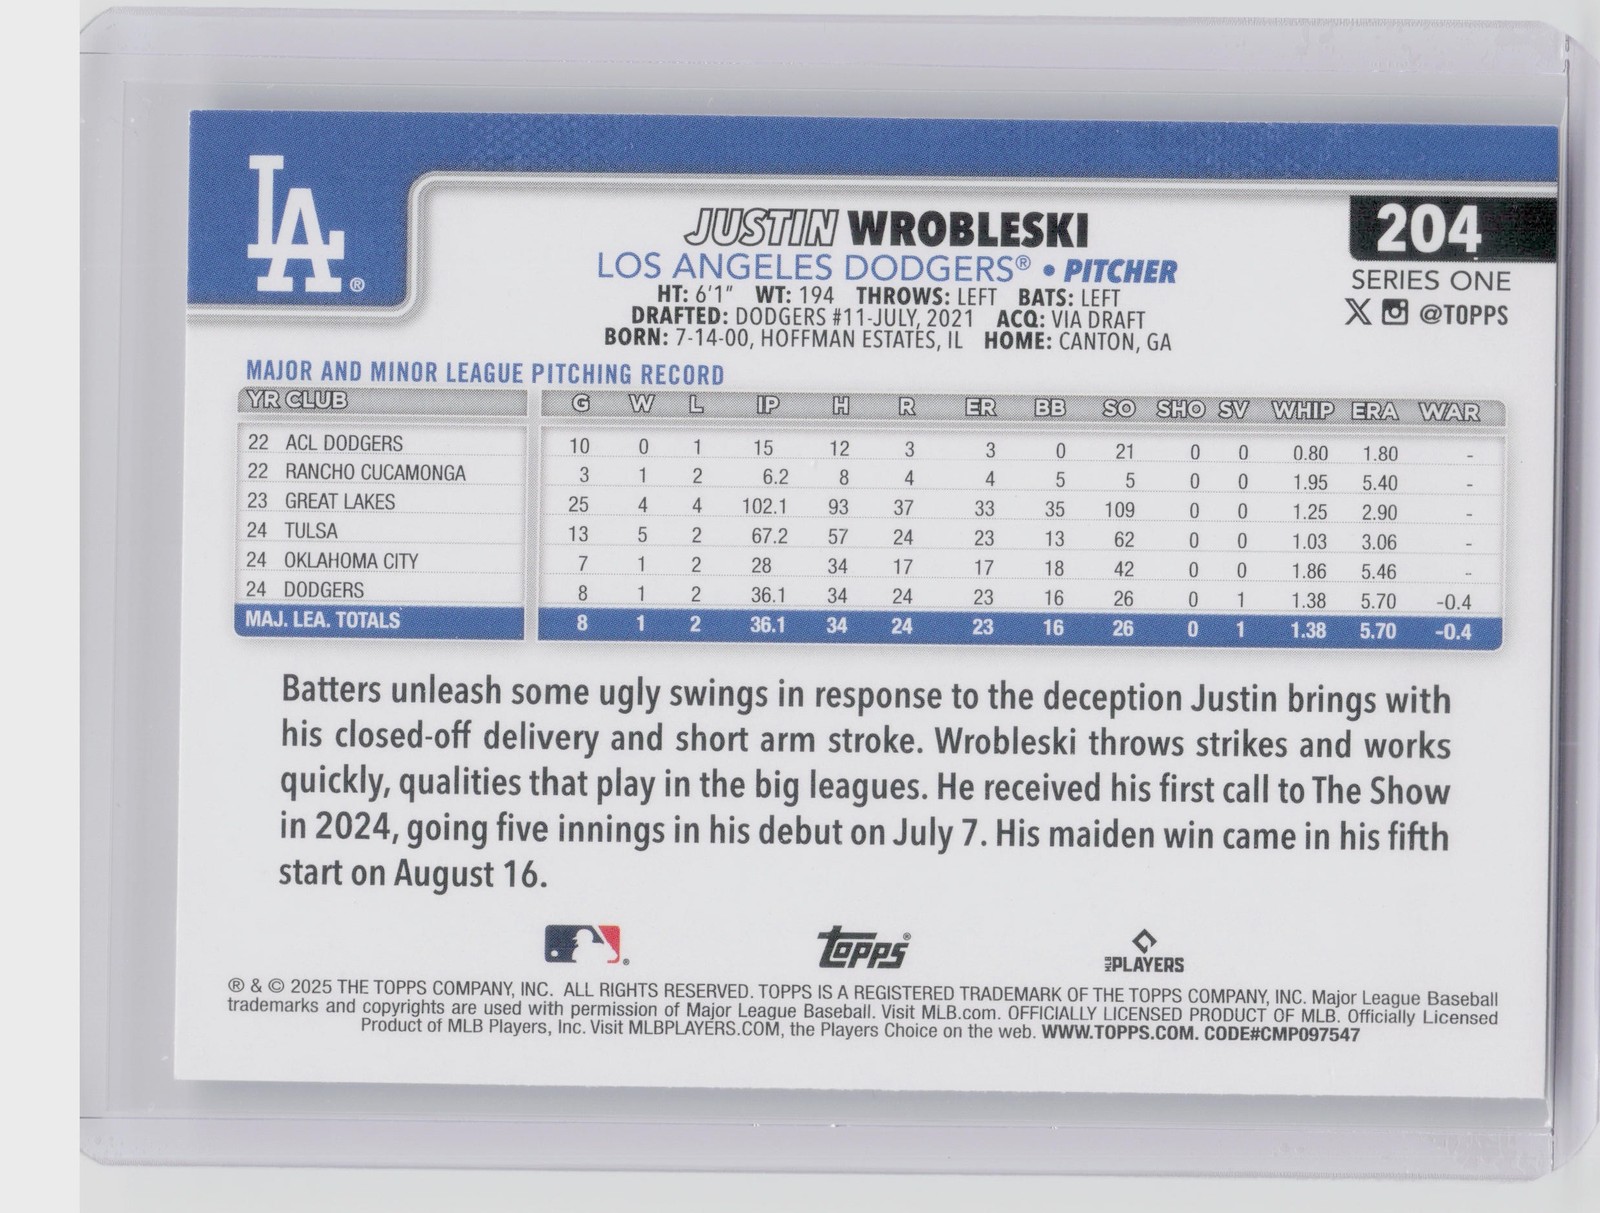 LA®
JUSTIN WROBLESKI
LOS ANGELES DODGERS® • PITCHER
HT: 6'1" WT: 194 THROWS: LEFT BATS: LEFT
DRAFTED: DODGERS #11-JULY, 2021 ACQ: VIA DRAFT
BORN: 7-14-00, HOFFMAN ESTATES, IL HOME: CANTON, GA
204
SERIES ONE
X @TOPPS
MAJOR AND MINOR LEAGUE PITCHING RECORD
YR CLUB G W L IP H R ER BB SO SHO SV WHIP ERA WAR
22 ACL DODGERS 10 0 1 15 12 3 3 0 21 0 0 0.80 1.80 -
22 RANCHO CUCAMONGA 3 1 2 6.2 8 4 4 5 5 0 0 1.95 5.40 -
23 GREAT LAKES 25 4 4 102.1 93 37 33 35 109 0 0 1.25 2.90 -
24 TULSA 13 5 2 67.2 57 24 23 13 62 0 0 1.03 3.06 -
24 OKLAHOMA CITY 7 1 2 28 34 17 17 18 42 0 0 1.86 5.46 -
24 DODGERS 8 1 2 36.1 34 24 23 16 26 0 1 1.38 5.70 -0.4
MAJ. LEA. TOTALS 8 1 2 36.1 34 24 23 16 26 0 1 1.38 5.70 -0.4
Batters unleash some ugly swings in response to the deception Justin brings with
his closed-off delivery and short arm stroke. Wrobleski throws strikes and works
quickly, qualities that play in the big leagues. He received his first call to The Show
in 2024, going five innings in his debut on July 7. His maiden win came in his fifth
start on August 16.
Topps®
MLB PLAYERS
® & © 2025 THE TOPPS COMPANY, INC. ALL RIGHTS RESERVED. TOPPS IS A REGISTERED TRADEMARK OF THE TOPPS COMPANY, INC. Major League Baseball
trademarks and copyrights are used with permission of Major League Baseball. Visit MLB.com. OFFICIALLY LICENSED PRODUCT OF MLB. Officially Licensed
Product of MLB Players, Inc. Visit MLBPLAYERS.COM, the Players Choice on the web. WWW.TOPPS.COM. CODE#CMP097547